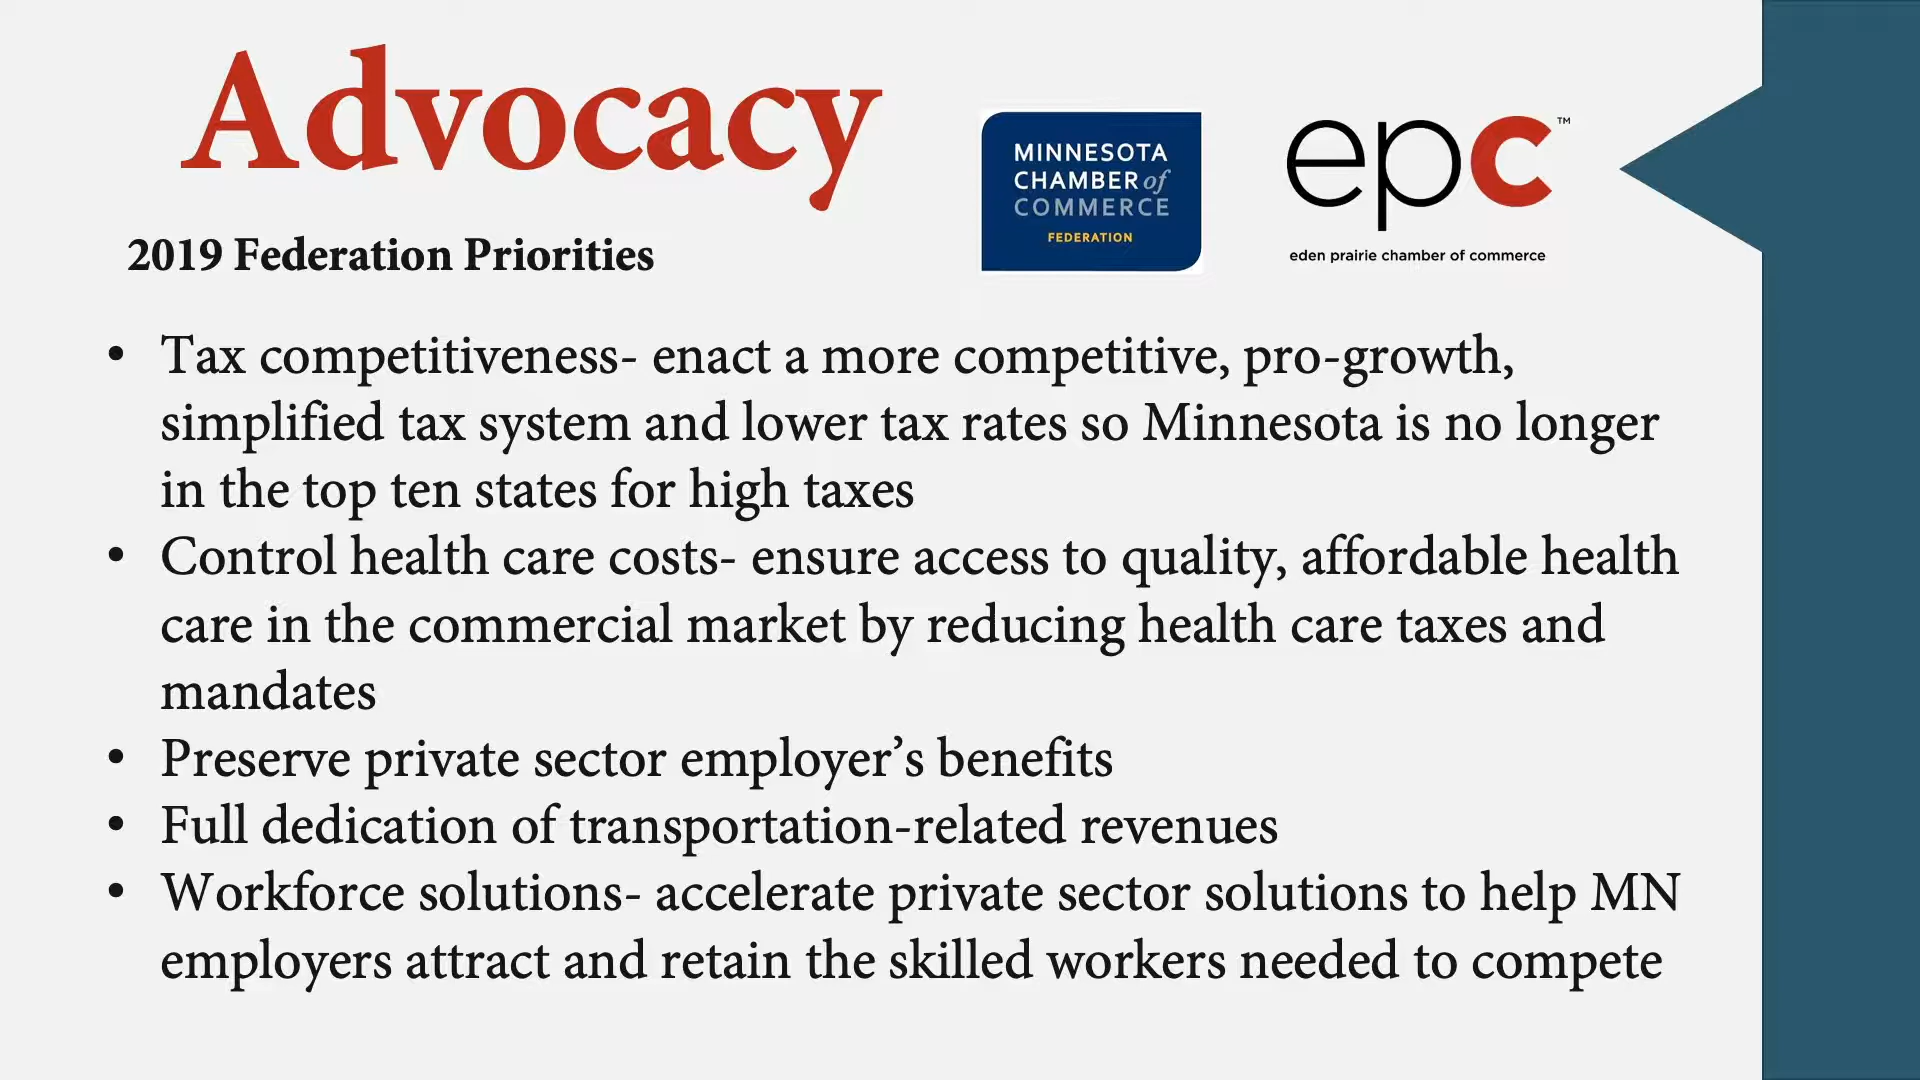 Advocacy
MINNESOTA
CHAMBER of
COMMERCE
FEDERATION
epc™
eden prairie chamber of commerce
2019 Federation Priorities
• Tax competitiveness- enact a more competitive, pro-growth,
simplified tax system and lower tax rates so Minnesota is no longer
in the top ten states for high taxes
• Control health care costs- ensure access to quality, affordable health
care in the commercial market by reducing health care taxes and
mandates
• Preserve private sector employer’s benefits
• Full dedication of transportation-related revenues
• Workforce solutions- accelerate private sector solutions to help MN
employers attract and retain the skilled workers needed to compete